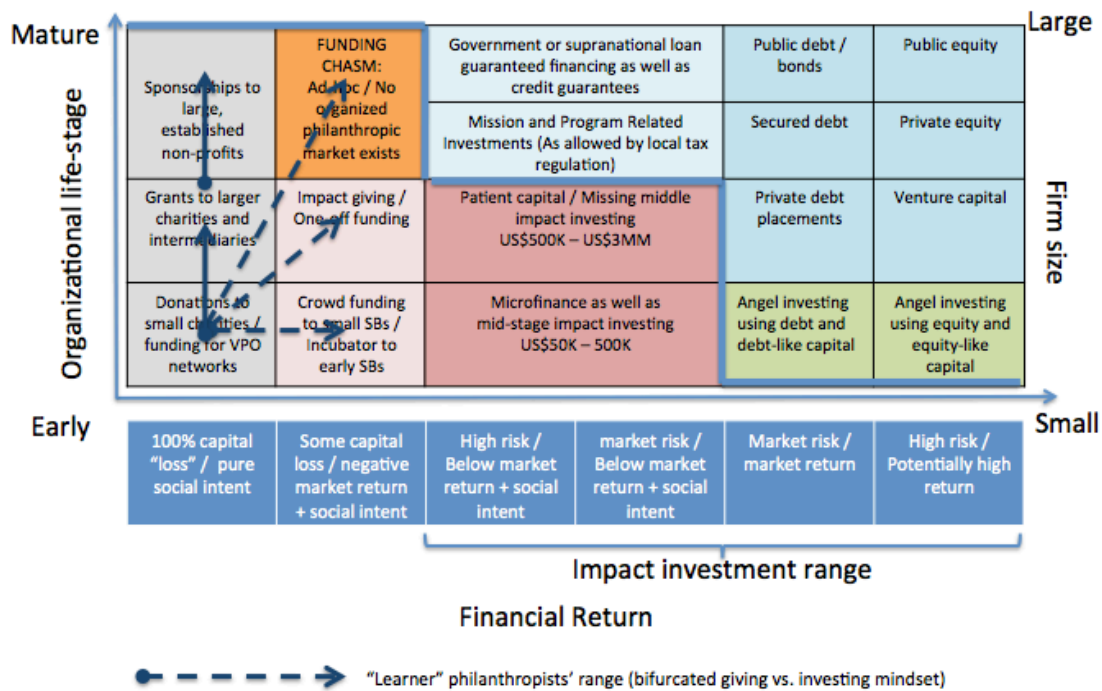 Mature
Large
Organizational life-stage
Firm size
Sponsorships to
large,
established
non-profits
FUNDING
CHASM:
Ad-hoc / No
organized
philanthropic
market exists
Government or supranational loan
guaranteed financing as well as
credit guarantees
Public debt /
bonds
Public equity
Mission and Program Related
Investments (As allowed by local tax
regulation)
Secured debt
Private equity
Grants to larger
charities and
intermediaries
Impact giving /
One-off funding
Patient capital / Missing middle
impact investing
US$500K – US$3MM
Private debt
placements
Venture capital
Donations to
small charities /
funding for VPO
networks
Crowd funding
to small SBs /
Incubator to
early SBs
Microfinance as well as
mid-stage impact investing
US$50K – 500K
Angel investing
using debt and
debt-like capital
Angel investing
using equity and
equity-like
capital
Early
Small
100% capital
“loss” / pure
social intent
Some capital
loss / negative
market return
+ social intent
High risk /
Below market
return + social
intent
market risk /
Below market
return + social
intent
Market risk /
market return
High risk /
Potentially high
return
Impact investment range
Financial Return
“Learner” philanthropists’ range (bifurcated giving vs. investing mindset)